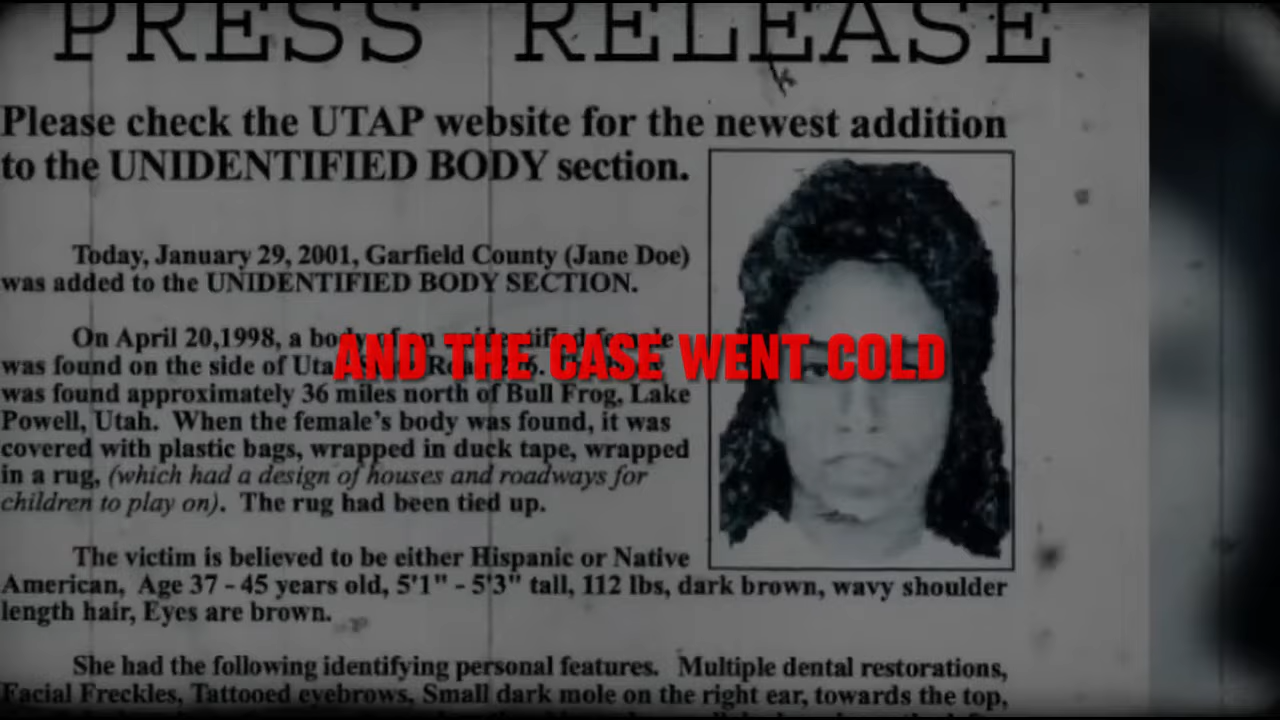 PRESS RELEASE
Please check the UTAP website for the newest addition
to the UNIDENTIFIED BODY section.
Today, January 29, 2001, Garfield County (Jane Doe)
was added to the UNIDENTIFIED BODY SECTION.
On April 20,1998, a body of an unidentified female
was found on the side of
AND THE CASE WENT COLD
was found approximately 36 miles north of Bull Frog, Lake
Powell, Utah. When the female's body was found, it was
covered with plastic bags, wrapped in duck tape, wrapped
in a rug, (which had a design of houses and roadways for
children to play on). The rug had been tied up.
The victim is believed to be either Hispanic or Native
American, Age 37 - 45 years old, 5'1" - 5'3" tall, 112 lbs, dark brown, wavy shoulder
length hair, Eyes are brown.
She had the following identifying personal features. Multiple dental restorations,
Facial Freckles, Tattooed eyebrows, Small dark mole on the right ear, towards the top,